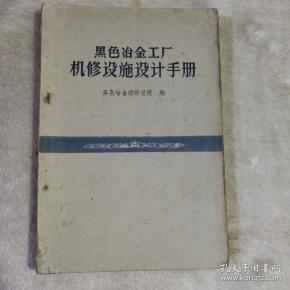 黑色冶金工厂
机修设施设计手册
黑色冶金设计总院 编
孔夫子旧书网